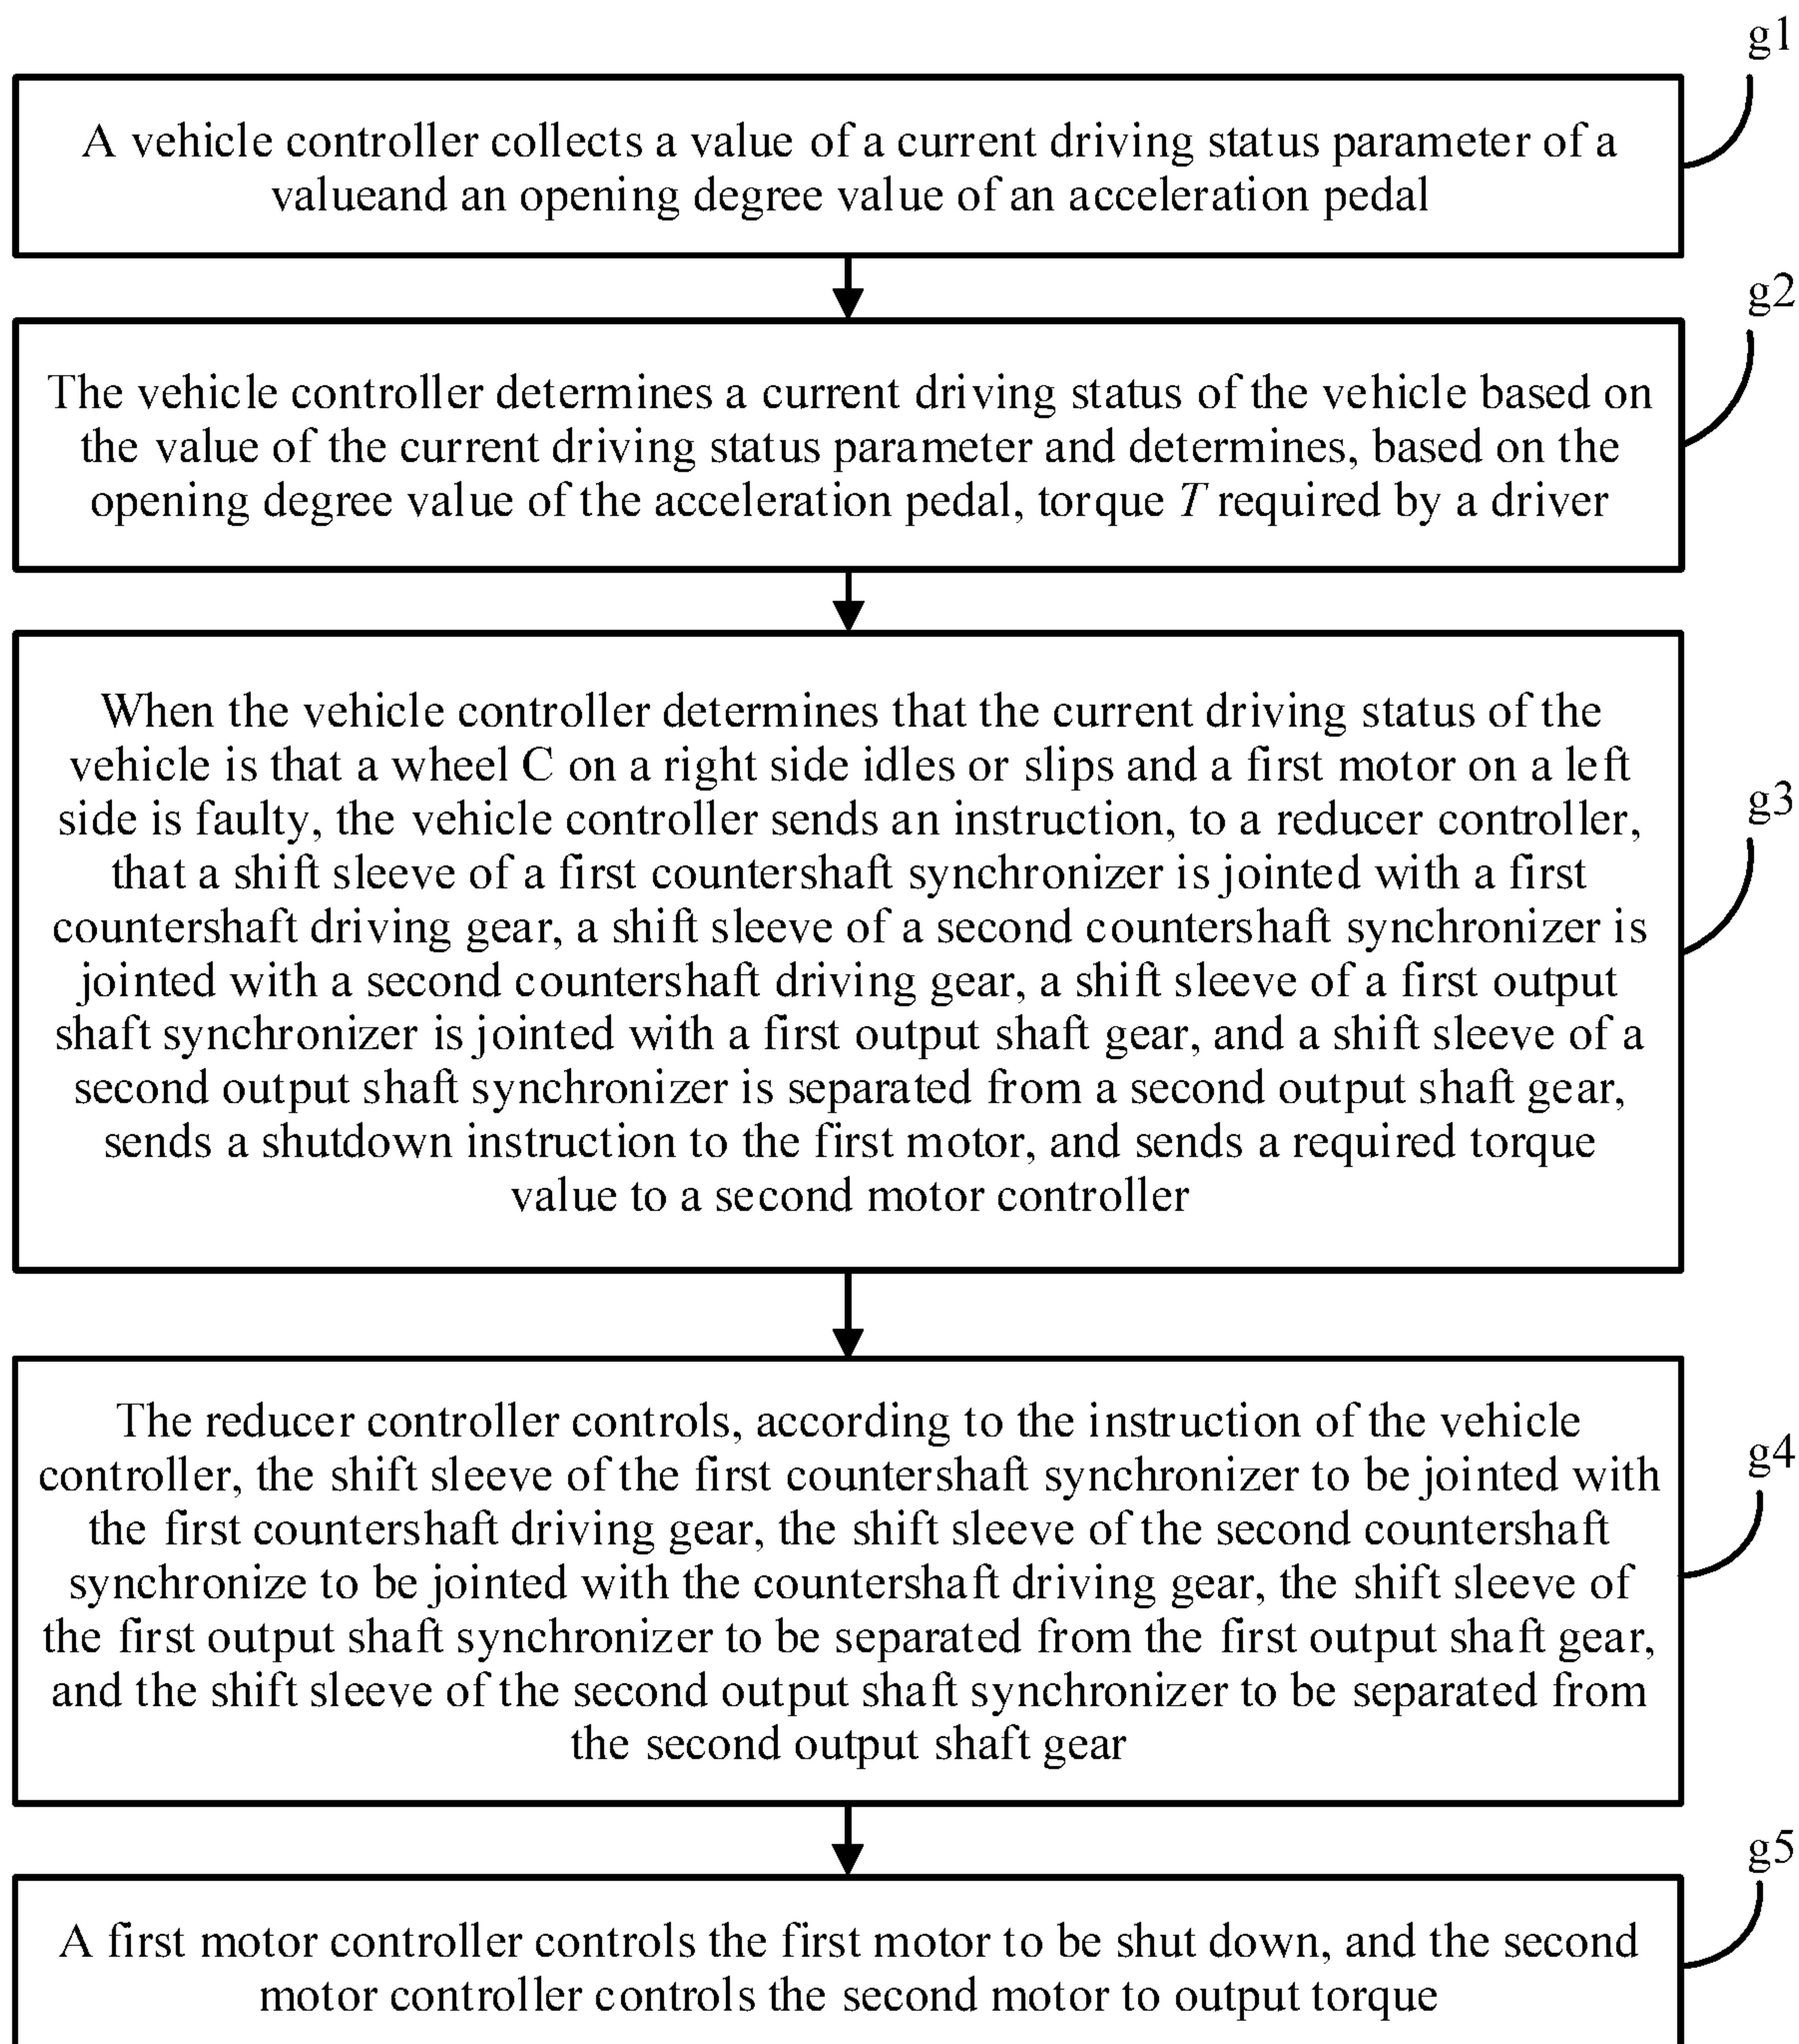 g1
A vehicle controller collects a value of a current driving status parameter of a
valueand an opening degree value of an acceleration pedal
g2
The vehicle controller determines a current driving status of the vehicle based on
the value of the current driving status parameter and determines, based on the
opening degree value of the acceleration pedal, torque T required by a driver
g3
When the vehicle controller determines that the current driving status of the
vehicle is that a wheel C on a right side idles or slips and a first motor on a left
side is faulty, the vehicle controller sends an instruction, to a reducer controller,
that a shift sleeve of a first countershaft synchronizer is jointed with a first
countershaft driving gear, a shift sleeve of a second countershaft synchronizer is
jointed with a second countershaft driving gear, a shift sleeve of a first output
shaft synchronizer is jointed with a first output shaft gear, and a shift sleeve of a
second output shaft synchronizer is separated from a second output shaft gear,
sends a shutdown instruction to the first motor, and sends a required torque
value to a second motor controller
g4
The reducer controller controls, according to the instruction of the vehicle
controller, the shift sleeve of the first countershaft synchronizer to be jointed with
the first countershaft driving gear, the shift sleeve of the second countershaft
synchronize to be jointed with the countershaft driving gear, the shift sleeve of
the first output shaft synchronizer to be separated from the first output shaft gear,
and the shift sleeve of the second output shaft synchronizer to be separated from
the second output shaft gear
g5
A first motor controller controls the first motor to be shut down, and the second
motor controller controls the second motor to output torque